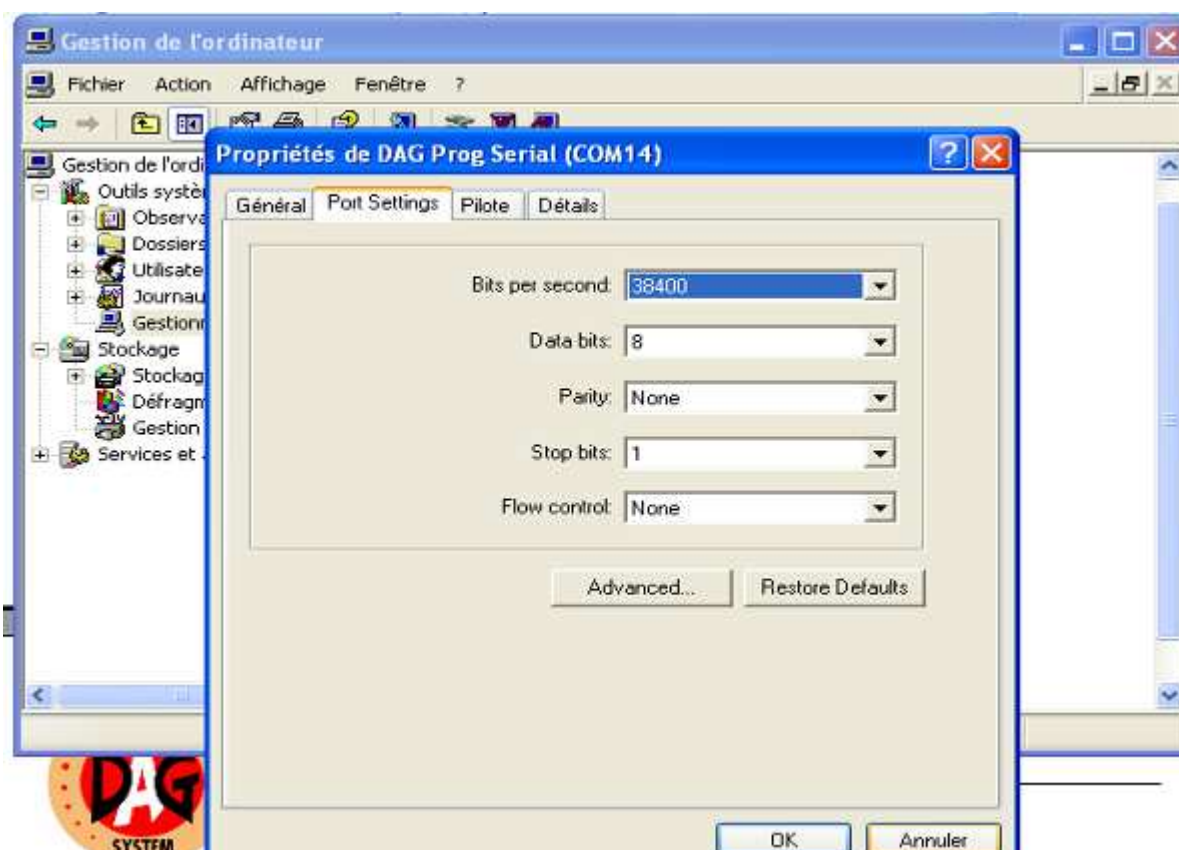 Gestion de l'ordinateur
Fichier Action Affichage Fenêtre ?
Propriétés de DAG Prog Serial (COM14)
Général Port Settings Pilote Détails
Gestion de l'ordi
Outils systè
Observa
Dossiers
Utilisate
Journau
Gestionn
Stockage
Stockag
Défragm
Gestion
Services et
Bits per second: 38400
Data bits: 8
Parity: None
Stop bits: 1
Flow control: None
Advanced... Restore Defaults
OK Annuler
DAG
SYSTEM